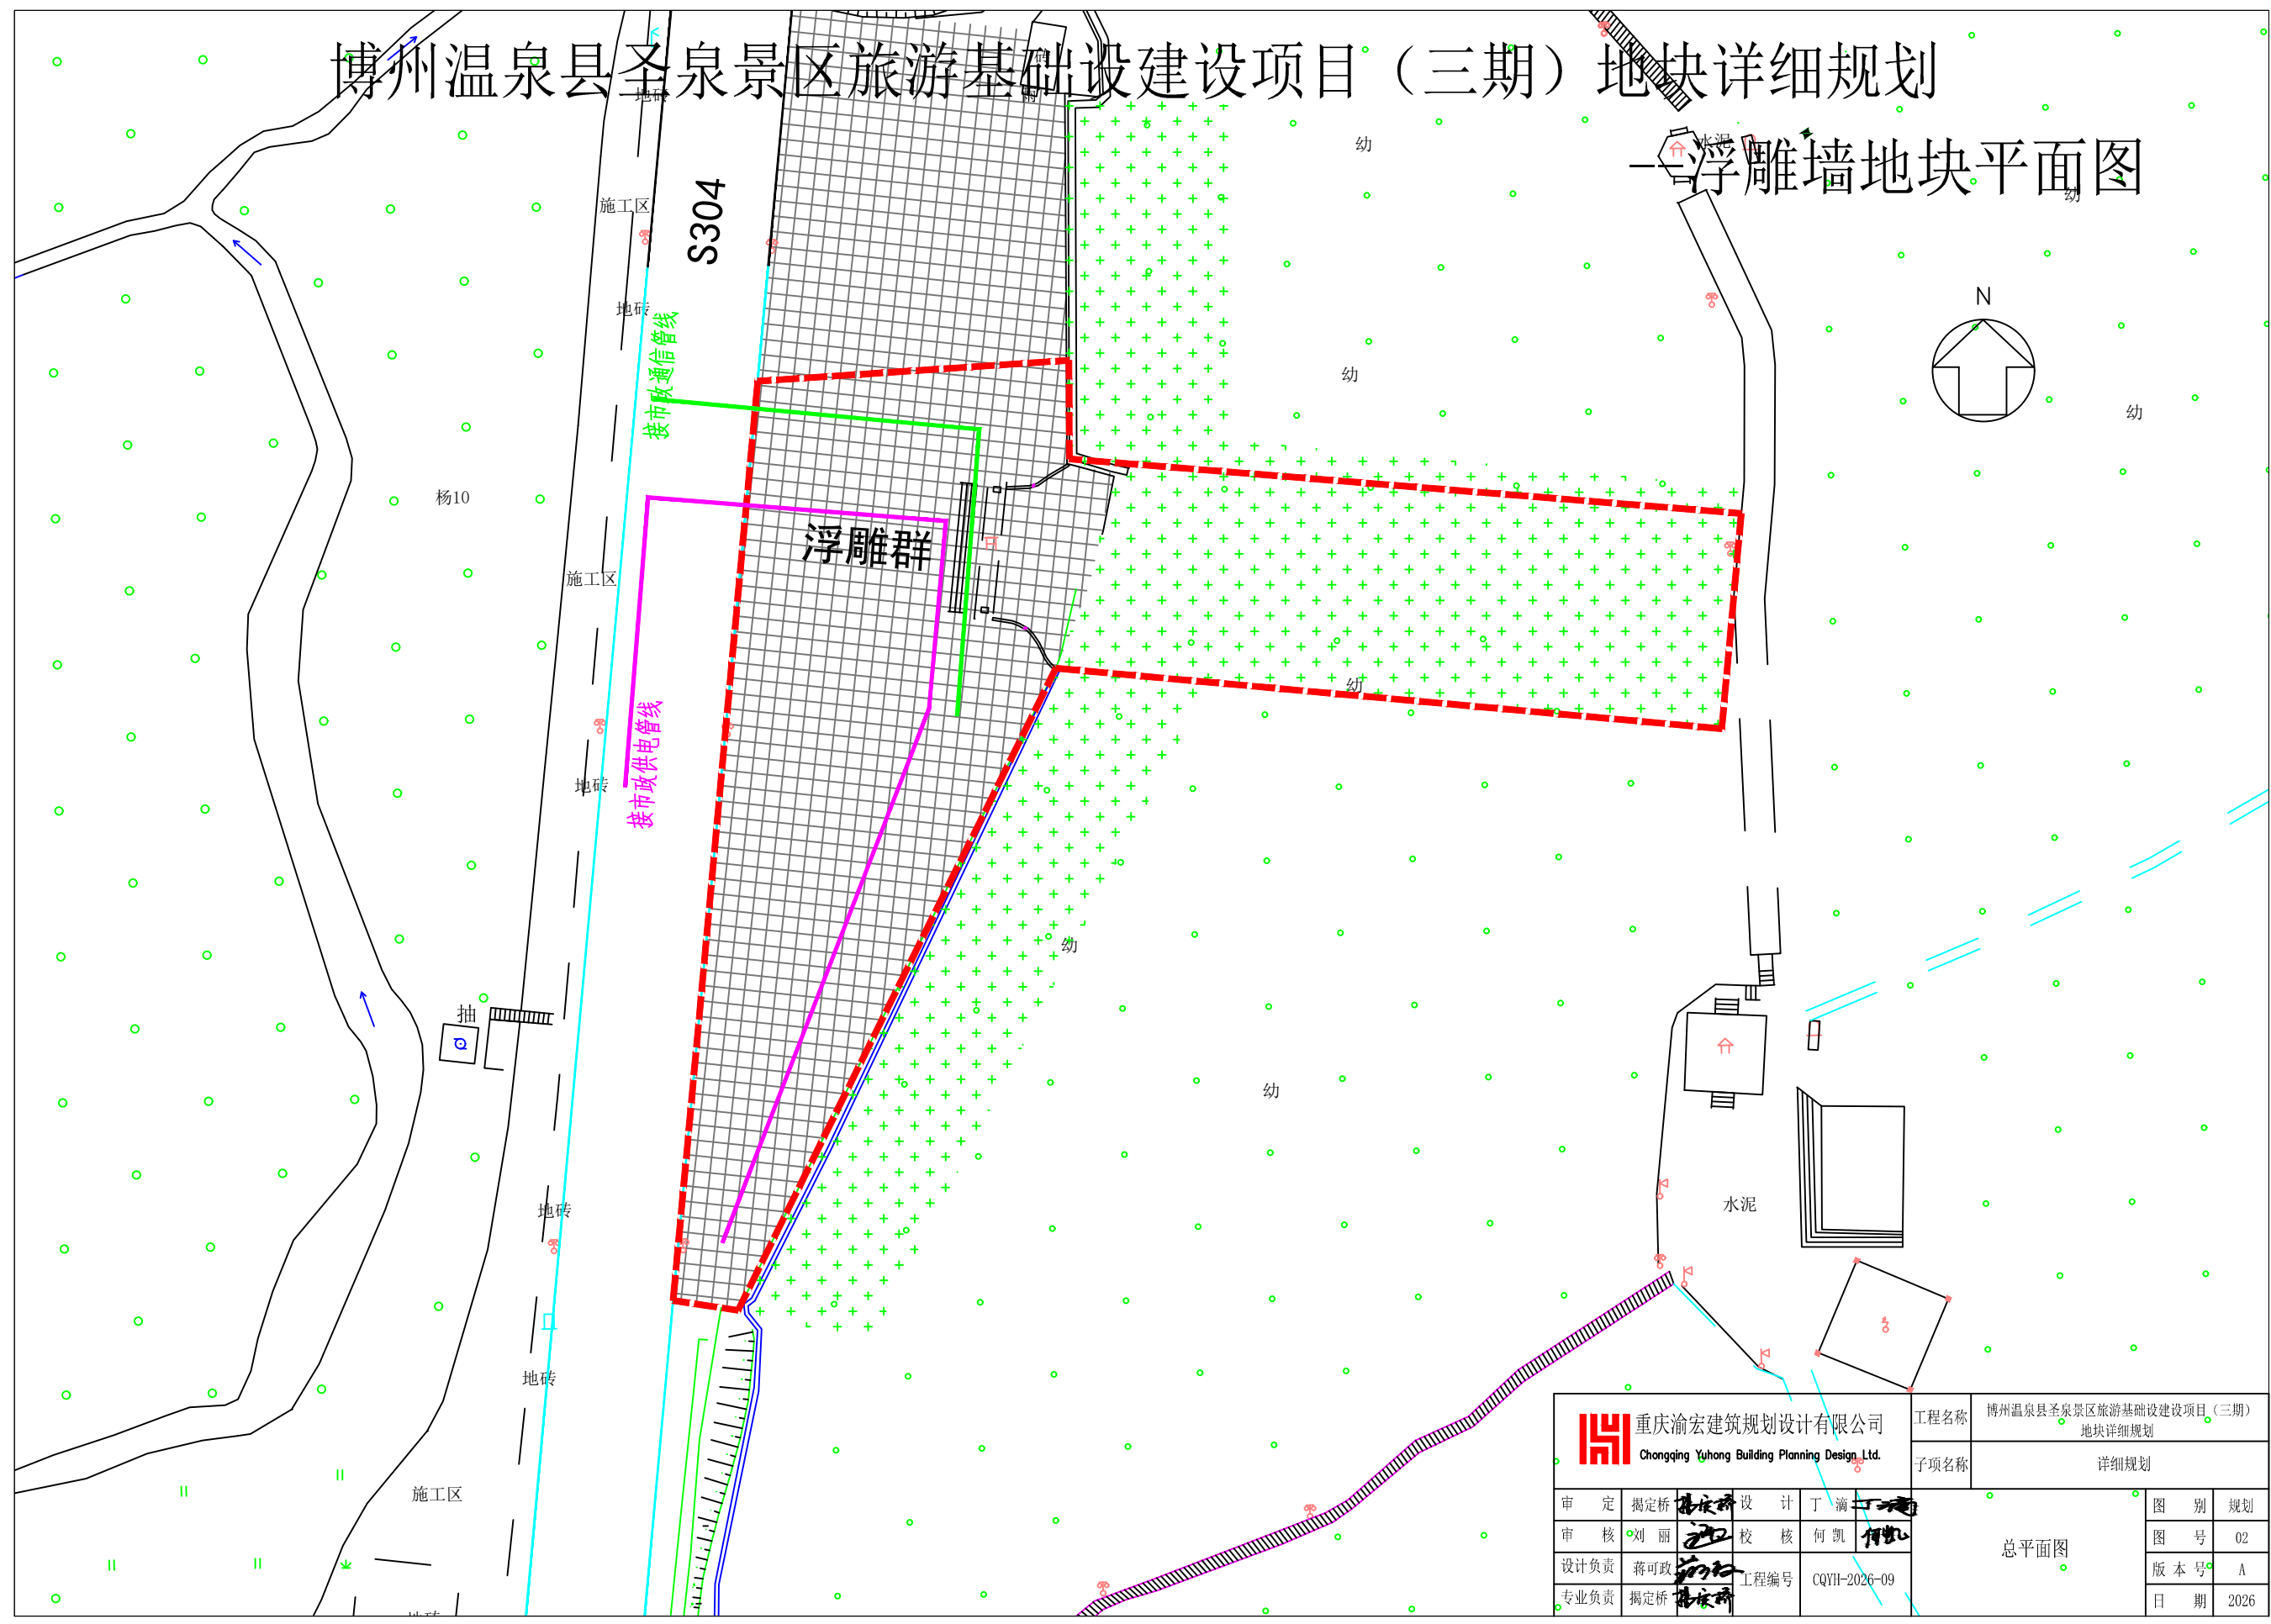 博州温泉县圣泉景区旅游基础设建设项目（三期）地块详细规划
--浮雕墙地块平面图
砖
地砖
水泥
幼
幼
施工区
S304
N
地砖
接市政通信管线
幼
幼
杨10
浮雕群
施工区
幼
接市政供电管线
地砖
幼
抽
幼
地砖
水泥
地砖
施工区
地砖
重庆渝宏建筑规划设计有限公司
Chongqing Yuhong Building Planning Design Ltd.
工程名称
博州温泉县圣泉景区旅游基础设建设项目（三期）
地块详细规划
子项名称
详细规划
审 定 揭定桥 设 计 丁 漓
审 核 刘 丽 校 核 何 凯
设计负责 蒋可政 工程编号 CQYH-2026-09
专业负责 揭定桥
总平面图
图 别 规划
图 号 02
版 本 号 A
日 期 2026